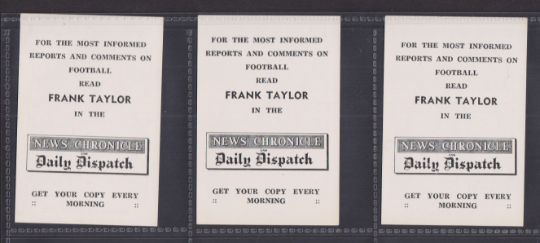 FOR THE MOST INFORMED
REPORTS AND COMMENTS ON
FOOTBALL
READ
FRANK TAYLOR
IN THE
NEWS CHRONICLE
AND
Daily Dispatch
GET YOUR COPY EVERY
:: MORNING ::
FOR THE MOST INFORMED
REPORTS AND COMMENTS ON
FOOTBALL
READ
FRANK TAYLOR
IN THE
NEWS CHRONICLE
AND
Daily Dispatch
GET YOUR COPY EVERY
:: MORNING ::
FOR THE MOST INFORMED
REPORTS AND COMMENTS ON
FOOTBALL
READ
FRANK TAYLOR
IN THE
NEWS CHRONICLE
AND
Daily Dispatch
GET YOUR COPY EVERY
:: MORNING ::